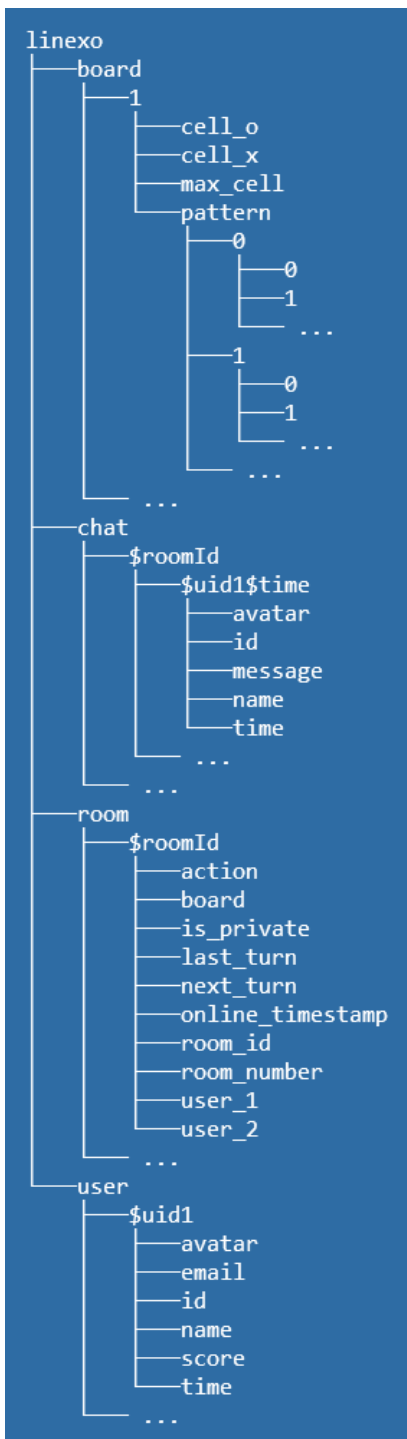 linexo
board
1
cell_o
cell_x
max_cell
pattern
0
0
1
...
1
0
1
...
...
...
chat
$roomId
$uid1$time
avatar
id
message
name
time
...
...
room
$roomId
action
board
is_private
last_turn
next_turn
online_timestamp
room_id
room_number
user_1
user_2
...
user
$uid1
avatar
email
id
name
score
time
...